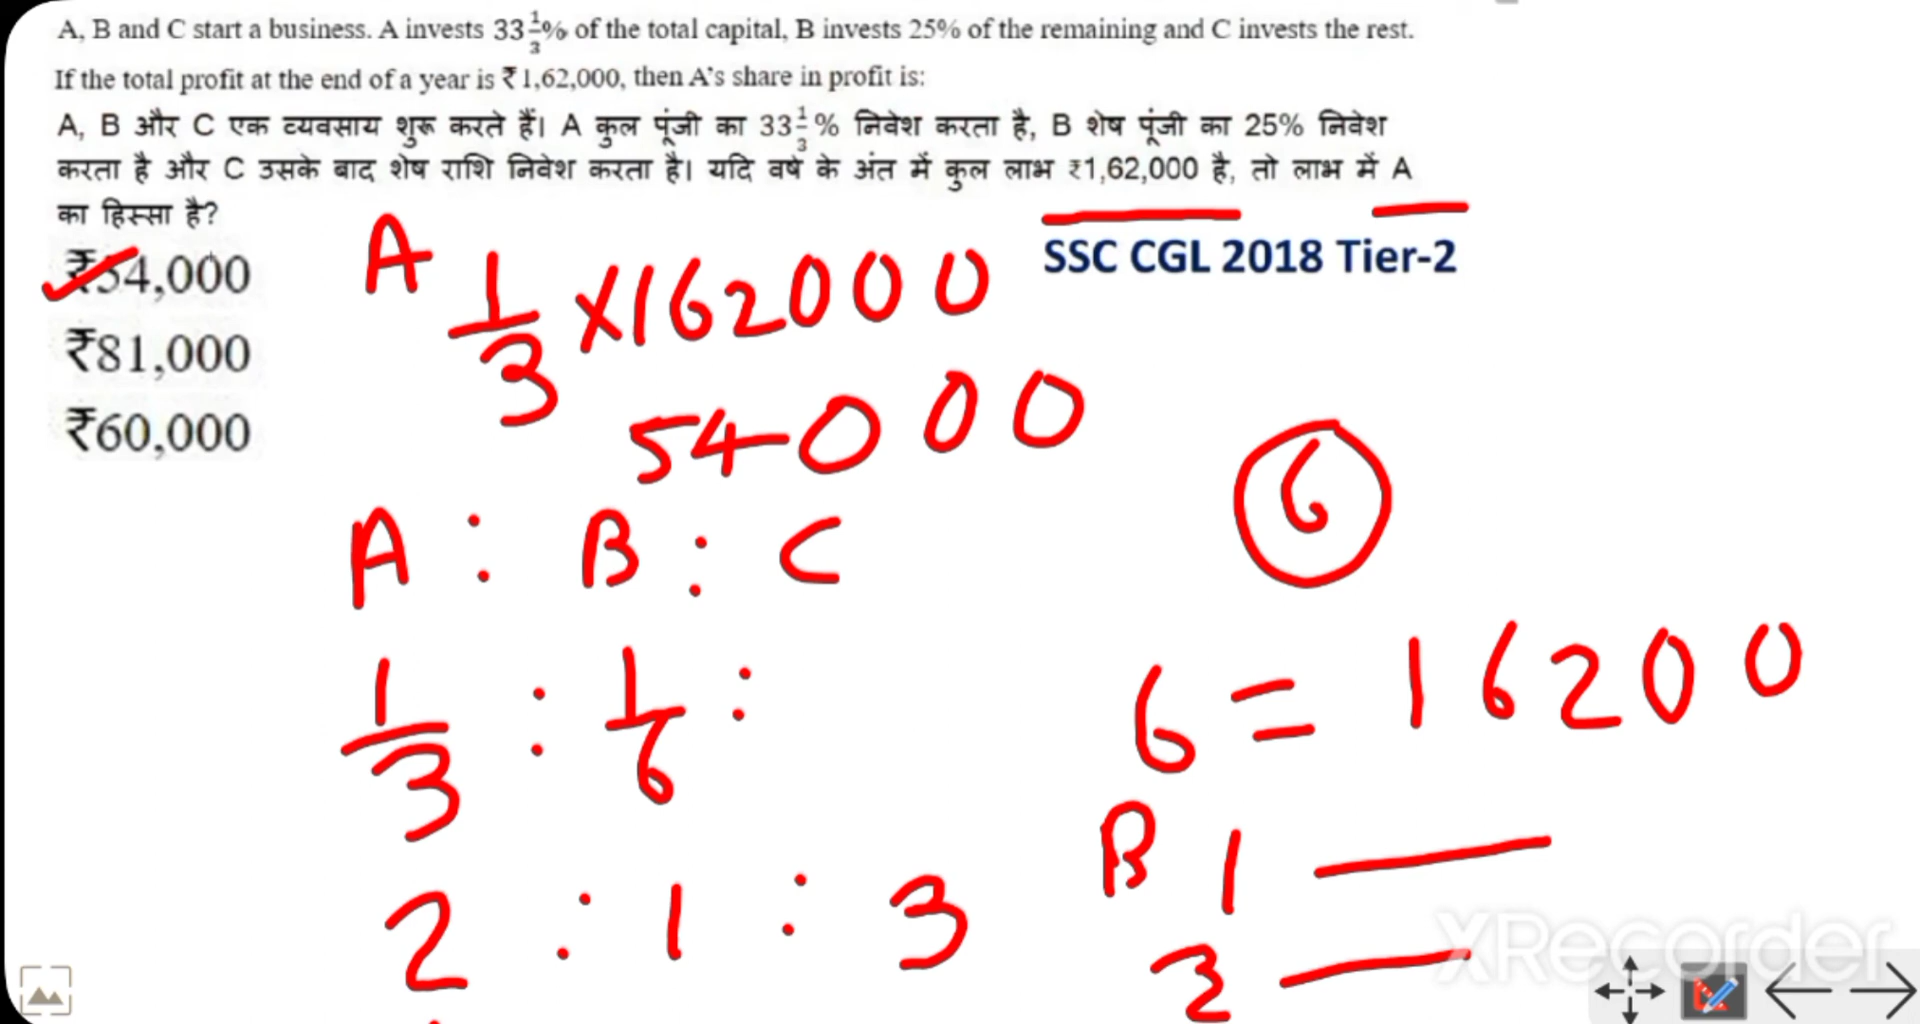 A, B and C start a business. A invests 33 1/3% of the total capital, B invests 25% of the remaining and C invests the rest.
If the total profit at the end of a year is ₹1,62,000, then A's share in profit is:
A, B और C एक व्यवसाय शुरू करते हैं। A कुल पूंजी का 33 1/3 % निवेश करता है, B शेष पूंजी का 25% निवेश
करता है और C उसके बाद शेष राशि निवेश करता है। यदि वर्ष के अंत में कुल लाभ ₹1,62,000 है, तो लाभ में A
का हिस्सा है?
SSC CGL 2018 Tier-2
₹54,000
₹81,000
₹60,000
A 1/3 ×162000
54000
6
A : B : C
1/3 : 1/6 :
6 = 16200
B 1
2 : 1 : 3
XRecorder